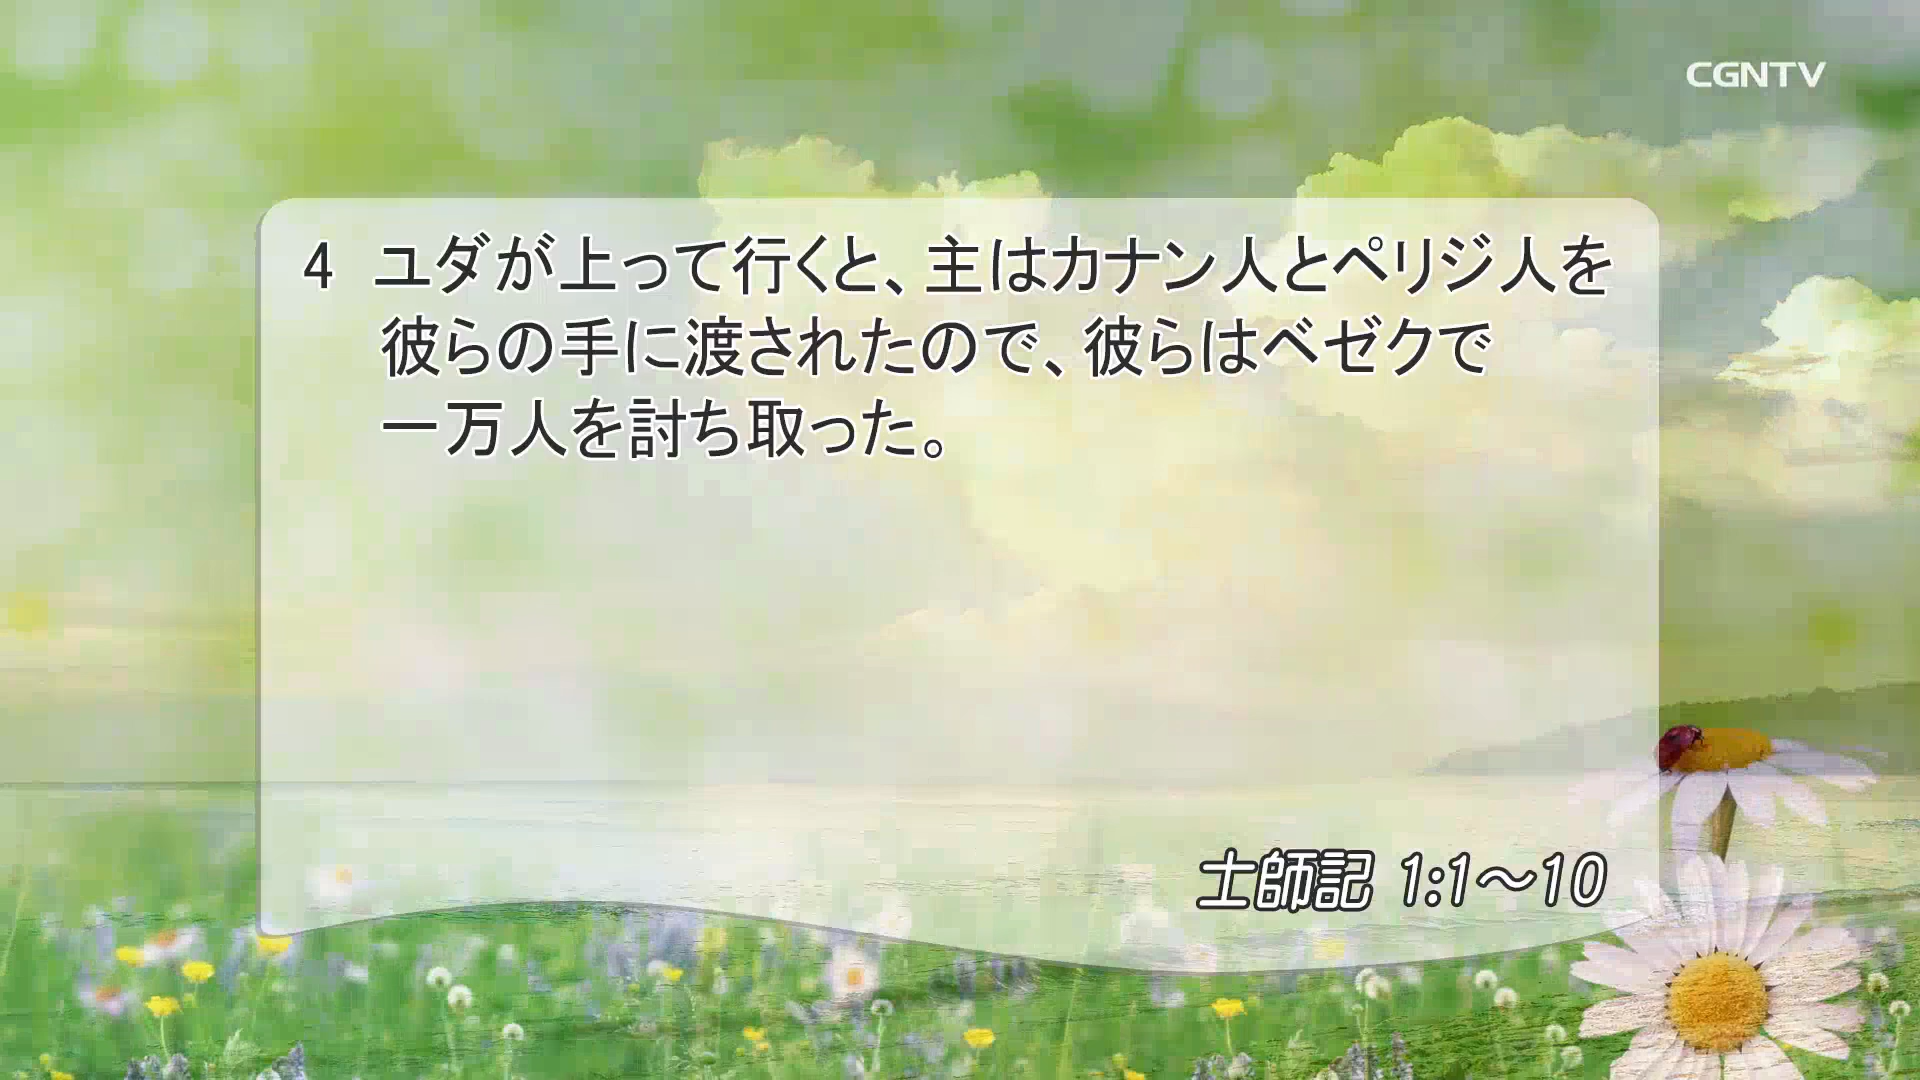 CGNTV
4 ユダが上って行くと、主はカナン人とペリジ人を
彼らの手に渡されたので、彼らはベゼクで
一万人を討ち取った。
士師記 1:1〜10